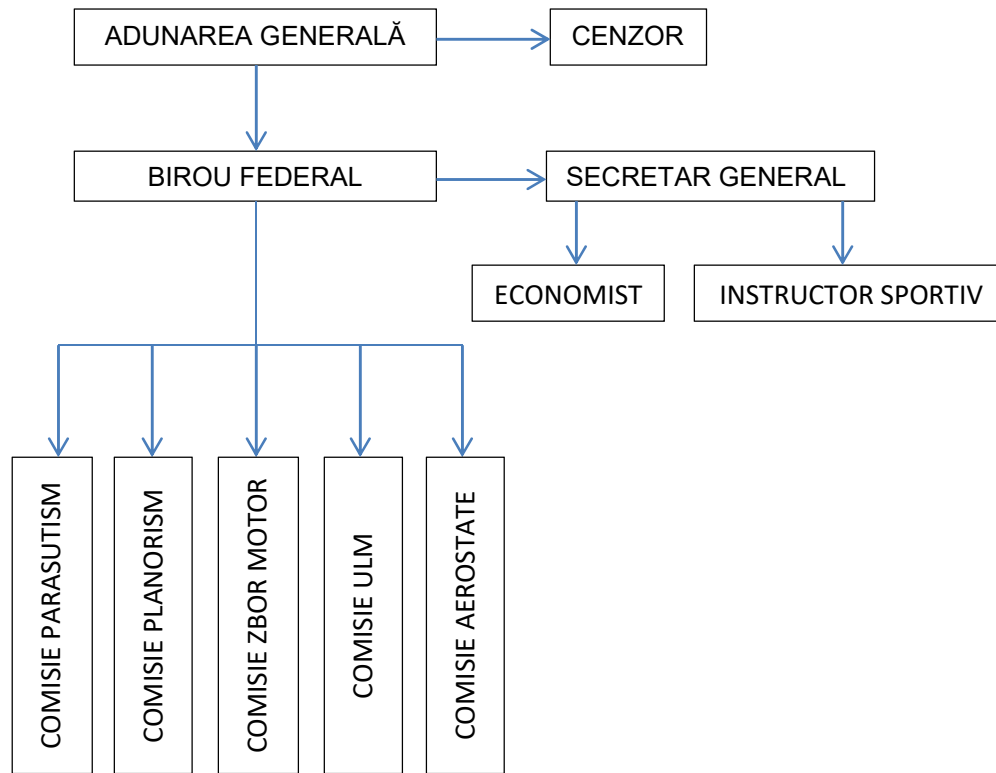 ADUNAREA GENERALĂ
CENZOR
BIROU FEDERAL
SECRETAR GENERAL
ECONOMIST
INSTRUCTOR SPORTIV
COMISIE PARASUTISM
COMISIE PLANORISM
COMISIE ZBOR MOTOR
COMISIE ULM
COMISIE AEROSTATE